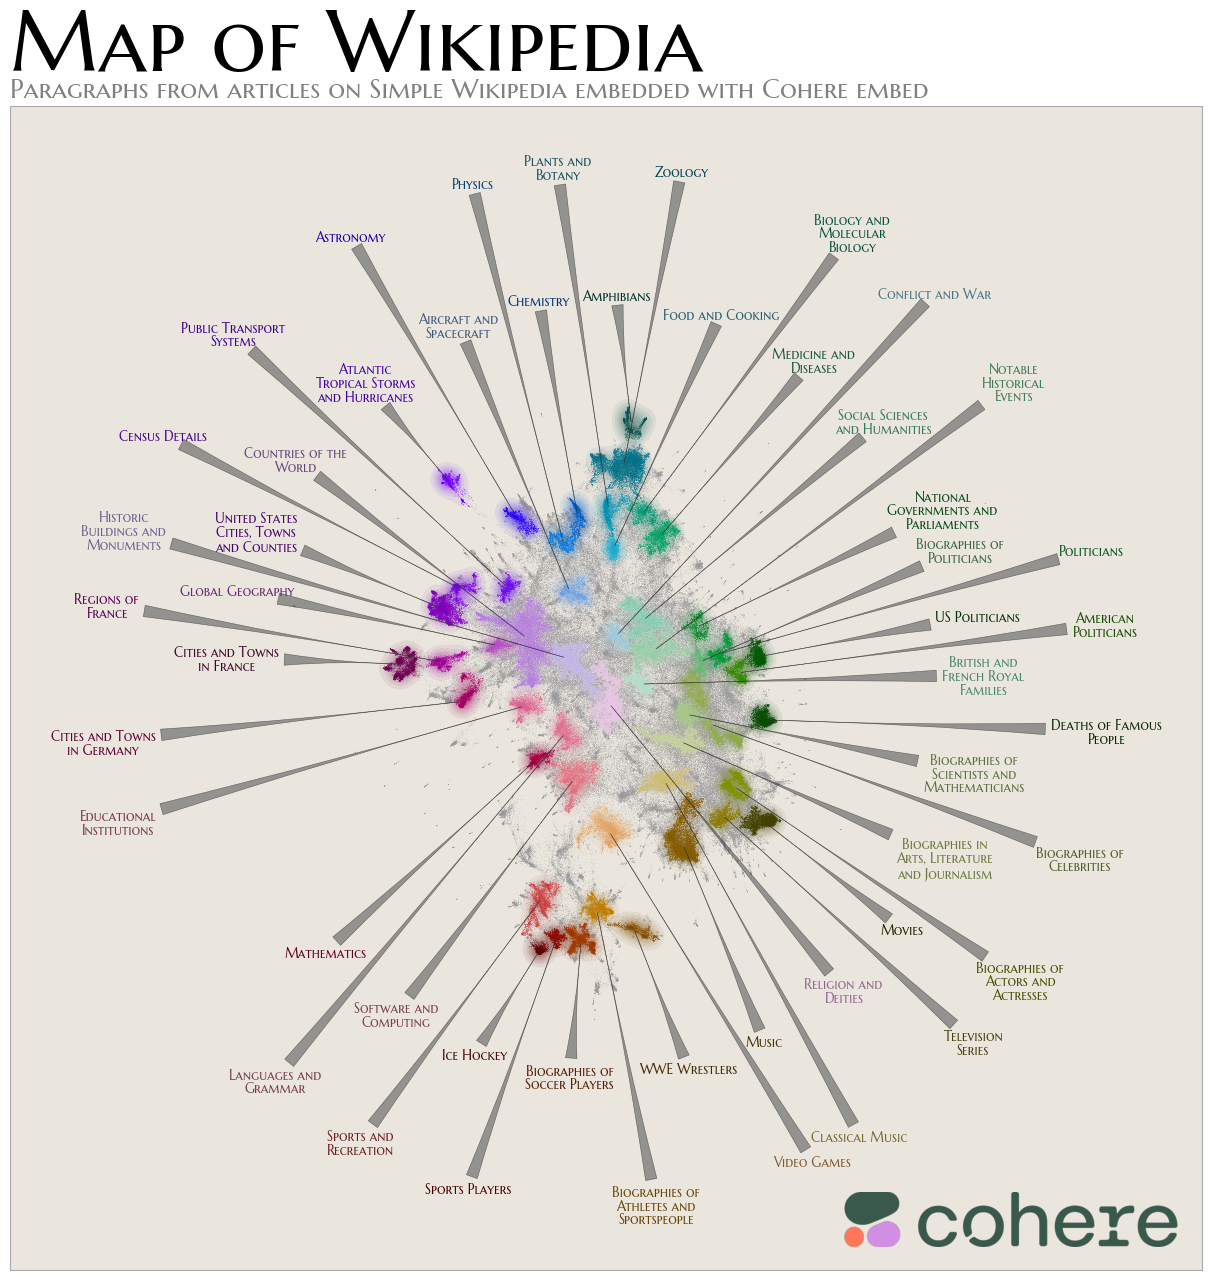 Map of Wikipedia
Paragraphs from articles on Simple Wikipedia embedded with Cohere embed
Plants and
Botany
Zoology
Physics
Biology and
Molecular
Biology
Astronomy
Conflict and War
Chemistry
Amphibians
Aircraft and
Spacecraft
Food and Cooking
Public Transport
Systems
Medicine and
Diseases
Atlantic
Tropical Storms
and Hurricanes
Notable
Historical
Events
Social Sciences
and Humanities
Census Details
Countries of the
World
National
Governments and
Parliaments
Historic
Buildings and
Monuments
United States
Cities, Towns
and Counties
Biographies of
Politicians
Politicians
Global Geography
Regions of
France
US Politicians
American
Politicians
Cities and Towns
in France
British and
French Royal
Families
Cities and Towns
in Germany
Deaths of Famous
People
Biographies of
Scientists and
Mathematicians
Educational
Institutions
Biographies in
Arts, Literature
and Journalism
Biographies of
Celebrities
Movies
Mathematics
Biographies of
Actors and
Actresses
Religion and
Deities
Software and
Computing
Television
Series
Music
Ice Hockey
Biographies of
Soccer Players
WWE Wrestlers
Languages and
Grammar
Sports and
Recreation
Classical Music
Video Games
Sports Players
Biographies of
Athletes and
Sportspeople
cohere